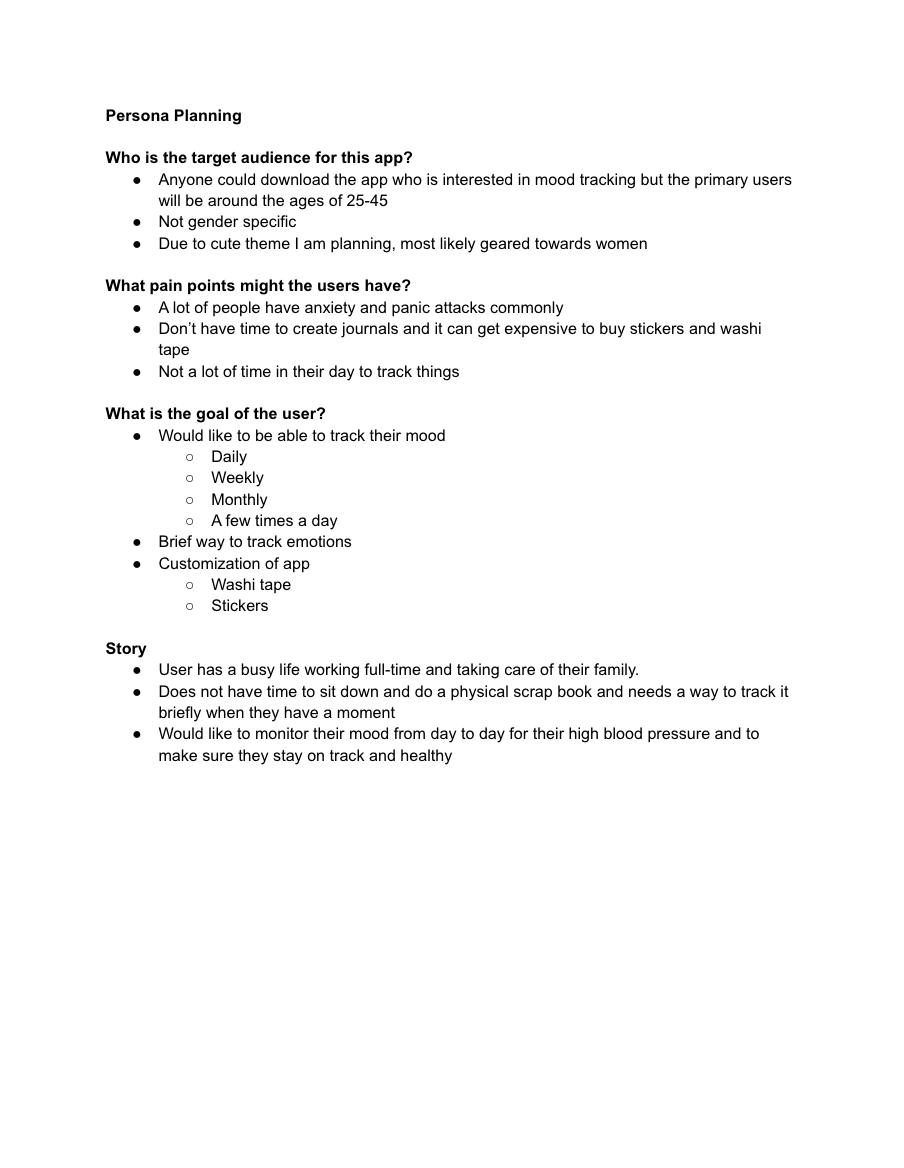 Persona Planning
Who is the target audience for this app?
● Anyone could download the app who is interested in mood tracking but the primary users
will be around the ages of 25-45
● Not gender specific
● Due to cute theme I am planning, most likely geared towards women
What pain points might the users have?
● A lot of people have anxiety and panic attacks commonly
● Don’t have time to create journals and it can get expensive to buy stickers and washi
tape
● Not a lot of time in their day to track things
What is the goal of the user?
● Would like to be able to track their mood
○ Daily
○ Weekly
○ Monthly
○ A few times a day
● Brief way to track emotions
● Customization of app
○ Washi tape
○ Stickers
Story
● User has a busy life working full-time and taking care of their family.
● Does not have time to sit down and do a physical scrap book and needs a way to track it
briefly when they have a moment
● Would like to monitor their mood from day to day for their high blood pressure and to
make sure they stay on track and healthy